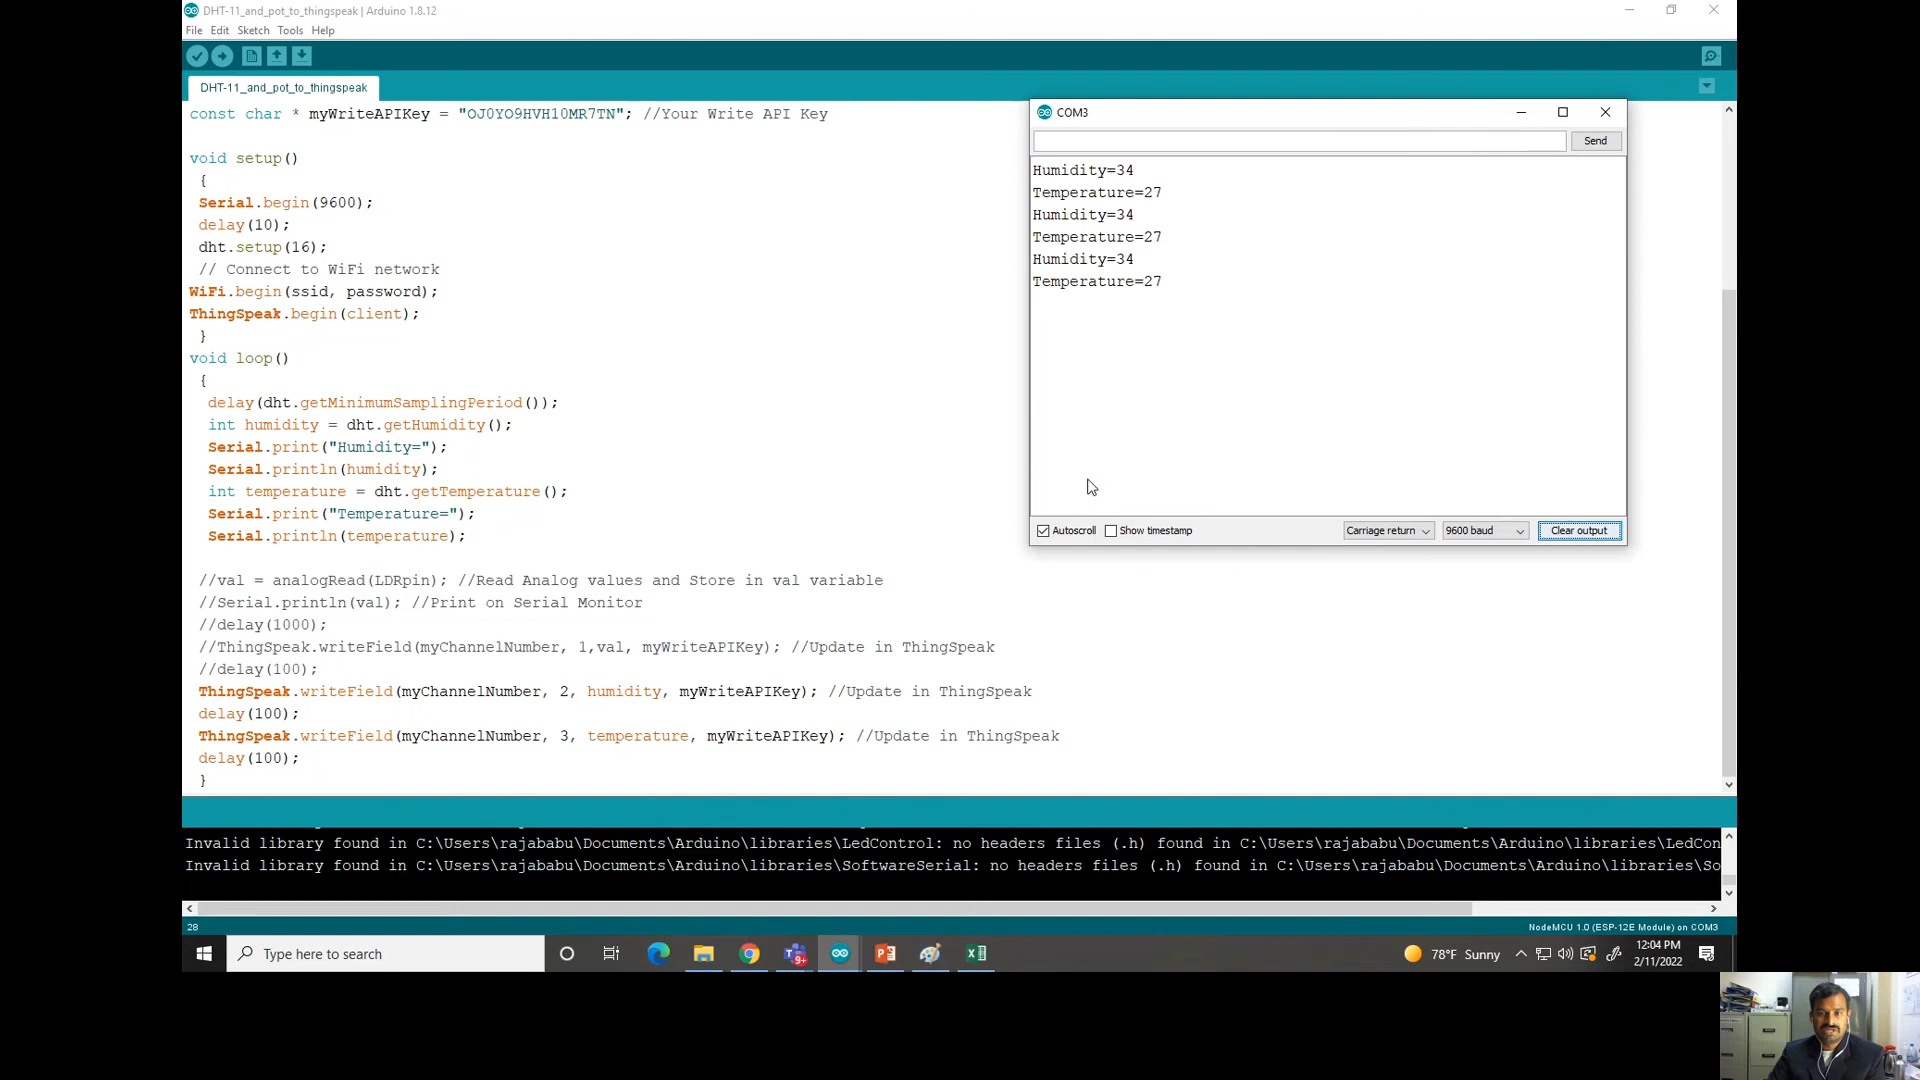 DHT-11_and_pot_to_thingspeak | Arduino 1.8.12
File Edit Sketch Tools Help
DHT-11_and_pot_to_thingspeak
const char * myWriteAPIKey = "OJ0YO9HVH10MR7TN"; //Your Write API Key
void setup()
{
Serial.begin(9600);
delay(10);
dht.setup(16);
// Connect to WiFi network
WiFi.begin(ssid, password);
ThingSpeak.begin(client);
}
void loop()
{
delay(dht.getMinimumSamplingPeriod());
int humidity = dht.getHumidity();
Serial.print("Humidity=");
Serial.println(humidity);
int temperature = dht.getTemperature();
Serial.print("Temperature=");
Serial.println(temperature);
//val = analogRead(LDRpin); //Read Analog values and Store in val variable
//Serial.println(val); //Print on Serial Monitor
//delay(1000);
//ThingSpeak.writeField(myChannelNumber, 1,val, myWriteAPIKey); //Update in ThingSpeak
//delay(100);
ThingSpeak.writeField(myChannelNumber, 2, humidity, myWriteAPIKey); //Update in ThingSpeak
delay(100);
ThingSpeak.writeField(myChannelNumber, 3, temperature, myWriteAPIKey); //Update in ThingSpeak
delay(100);
}
COM3
Send
Humidity=34
Temperature=27
Humidity=34
Temperature=27
Humidity=34
Temperature=27
Autoscroll Show timestamp Carriage return 9600 baud Clear output
Invalid library found in C:\Users\rajababu\Documents\Arduino\libraries\LedControl: no headers files (.h) found in C:\Users\rajababu\Documents\Arduino\libraries\LedCon
Invalid library found in C:\Users\rajababu\Documents\Arduino\libraries\SoftwareSerial: no headers files (.h) found in C:\Users\rajababu\Documents\Arduino\libraries\So
28 NodeMCU 1.0 (ESP-12E Module) on COM3
Type here to search 9+ 78°F Sunny 12:04 PM
2/11/2022